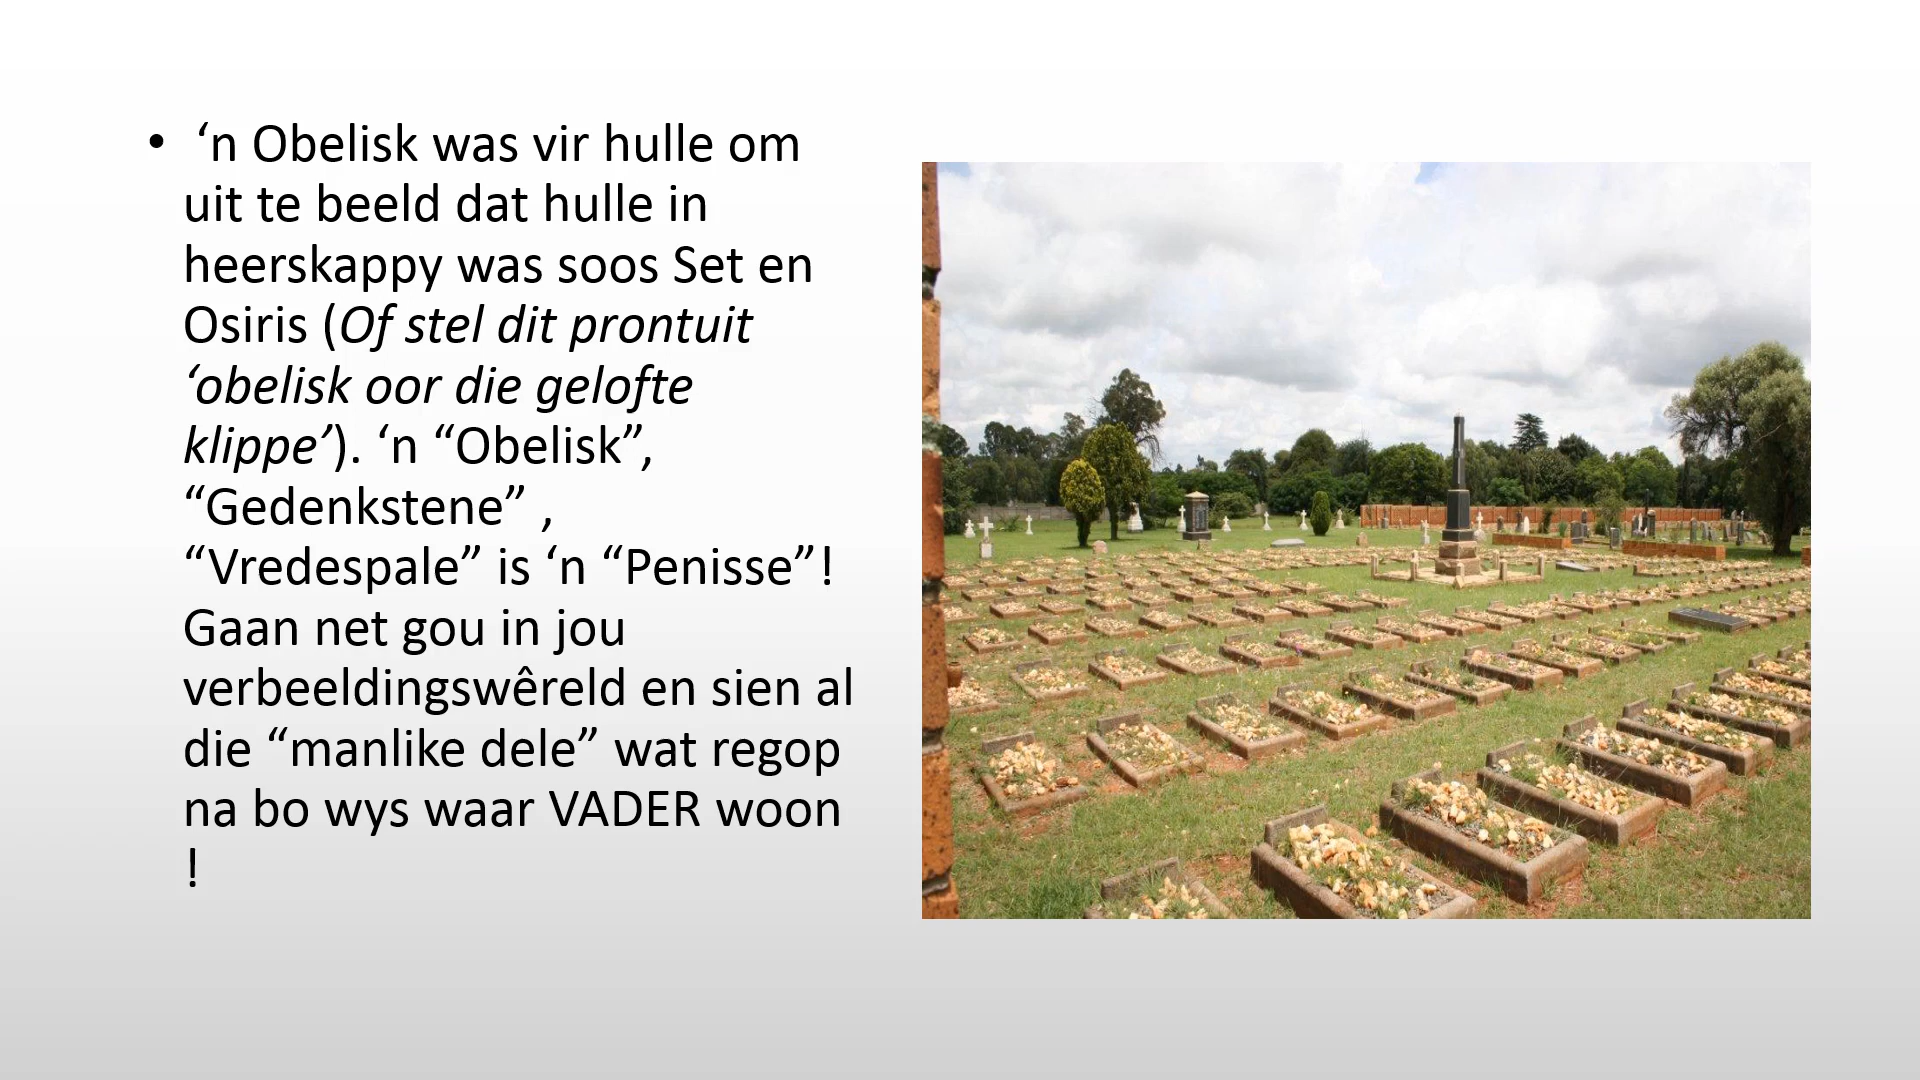 • ‘n Obelisk was vir hulle om
uit te beeld dat hulle in
heerskappy was soos Set en
Osiris (Of stel dit prontuit
‘obelisk oor die gelofte
klippe’). ‘n “Obelisk”,
“Gedenkstene” ,
“Vredespale” is ‘n “Penisse”!
Gaan net gou in jou
verbeeldingswêreld en sien al
die “manlike dele” wat regop
na bo wys waar VADER woon
!